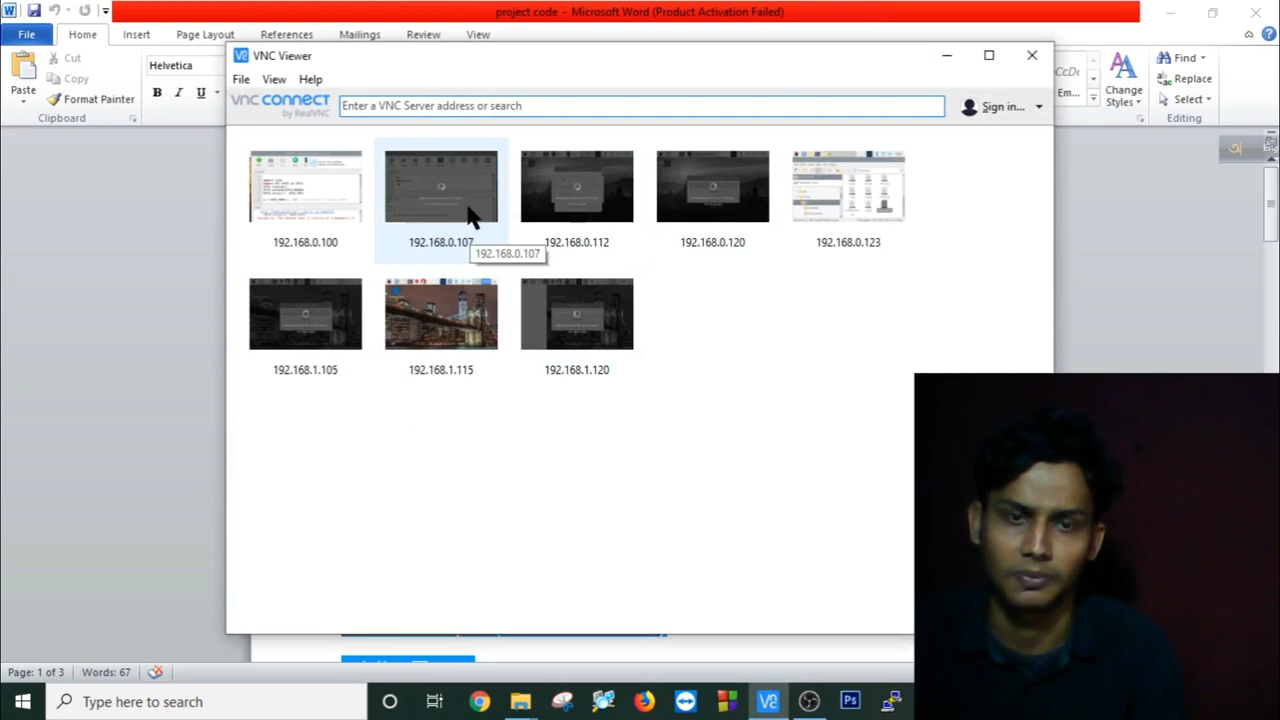 project code - Microsoft Word (Product Activation Failed)
File Home Insert Page Layout References Mailings Review View
Paste
Cut
Copy
Format Painter
Clipboard
Helvetica
B I U
Em...
Change
Styles
Find
Replace
Select
Editing
VNC Viewer
File View Help
vnc connect
by RealVNC
Enter a VNC Server address or search
Sign in...
192.168.0.100 192.168.0.107 192.168.0.112 192.168.0.120 192.168.0.123
192.168.0.107
192.168.1.105 192.168.1.115 192.168.1.120
Page: 1 of 3 Words: 67
Type here to search
Ps